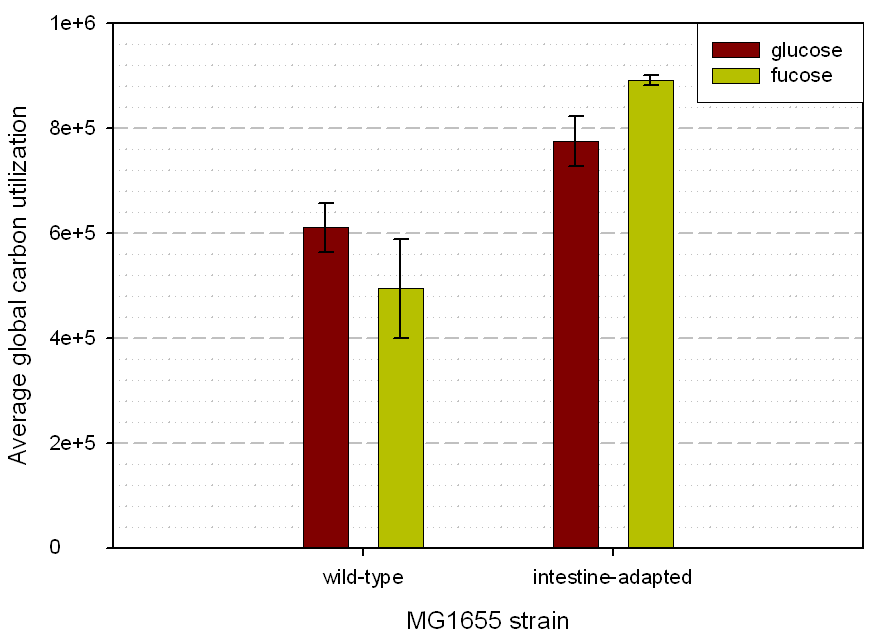 1e+6
8e+5
6e+5
4e+5
2e+5
0
Average global carbon utilization
glucose
fucose
wild-type
intestine-adapted
MG1655 strain